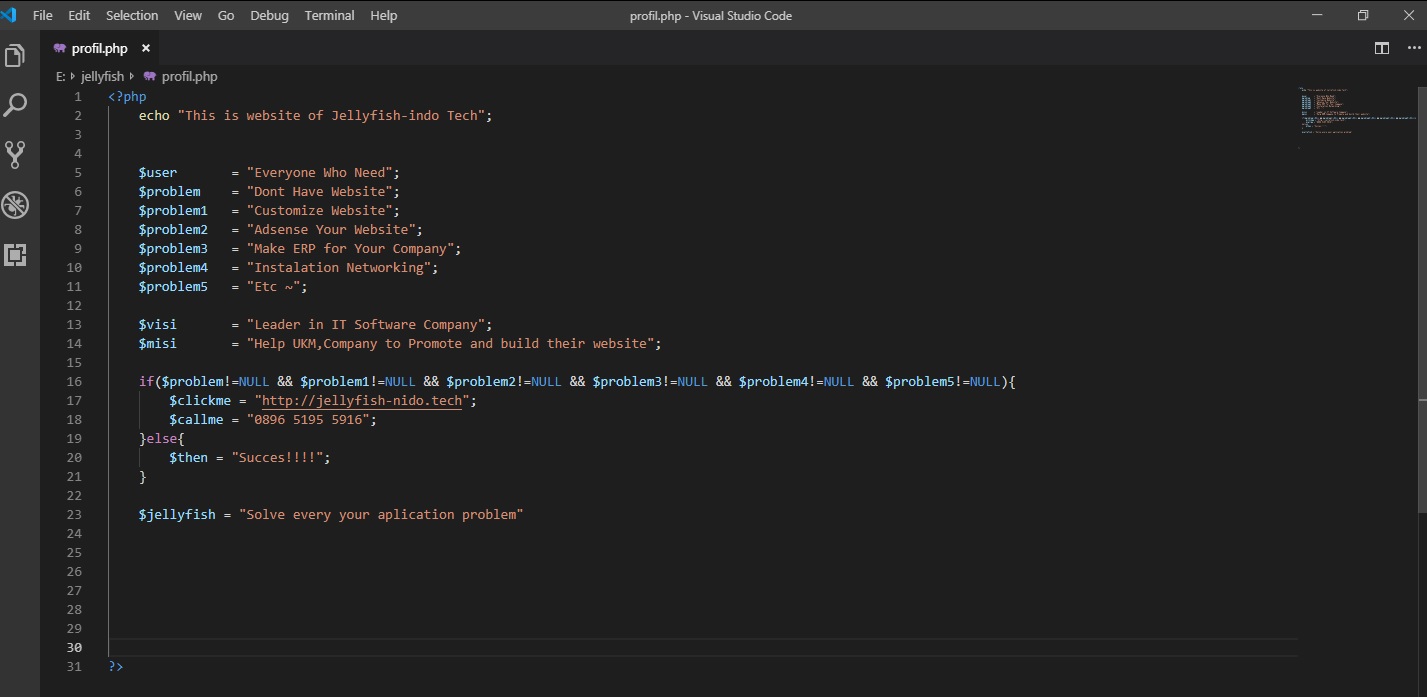 File Edit Selection View Go Debug Terminal Help
profil.php - Visual Studio Code
profil.php
E: jellyfish profil.php
1 <?php
2 echo "This is website of Jellyfish-indo Tech";
3
4
5 $user = "Everyone Who Need";
6 $problem = "Dont Have Website";
7 $problem1 = "Customize Website";
8 $problem2 = "Adsense Your Website";
9 $problem3 = "Make ERP for Your Company";
10 $problem4 = "Instalation Networking";
11 $problem5 = "Etc ~";
12
13 $visi = "Leader in IT Software Company";
14 $misi = "Help UKM,Company to Promote and build their website";
15
16 if($problem!=NULL && $problem1!=NULL && $problem2!=NULL && $problem3!=NULL && $problem4!=NULL && $problem5!=NULL){
17 $clickme = "http://jellyfish-nido.tech";
18 $callme = "0896 5195 5916";
19 }else{
20 $then = "Succes!!!!";
21 }
22
23 $jellyfish = "Solve every your aplication problem"
24
25
26
27
28
29
30
31 ?>